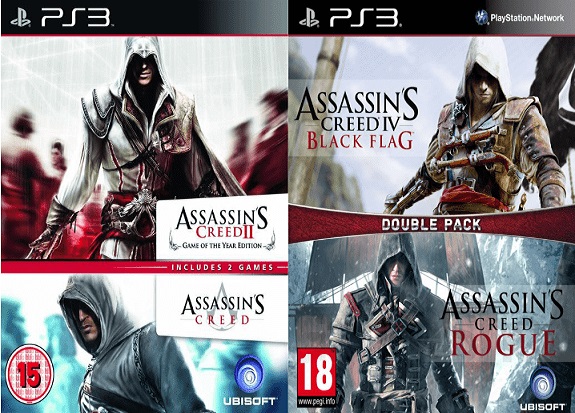 PS3
ASSASSIN'S
CREED II
GAME OF THE YEAR EDITION
INCLUDES 2 GAMES
ASSASSIN'S
CREED
15
UBISOFT
PS3
PlayStation.Network
ASSASSIN'S
CREED IV
BLACK FLAG
DOUBLE PACK
ASSASSIN'S
CREED
ROGUE
18
www.pegi.info
UBISOFT